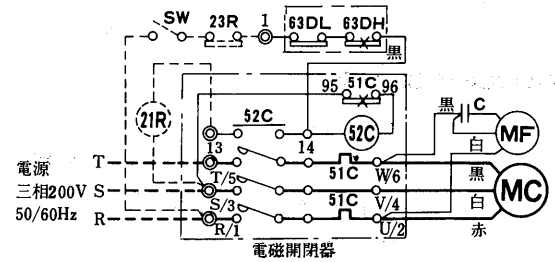 SW
23R
1
63DL
63DH
黒
95
51C
96
21R
52C
52C
13
14
黒
C
MF
白
電源
三相200V
50/60Hz
T
T/5
51C
W/6
黒
MC
S
S/3
V/4
白
R
R/1
51C
U/2
赤
電磁開閉器